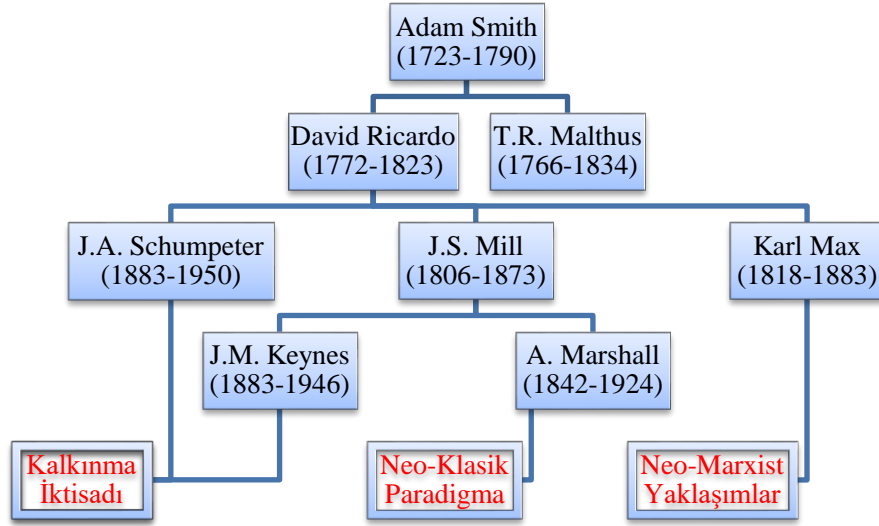 Adam Smith
(1723-1790)
David Ricardo
(1772-1823)
T.R. Malthus
(1766-1834)
J.A. Schumpeter
(1883-1950)
J.S. Mill
(1806-1873)
Karl Max
(1818-1883)
J.M. Keynes
(1883-1946)
A. Marshall
(1842-1924)
Kalkınma
İktisadı
Neo-Klasik
Paradigma
Neo-Marxist
Yaklaşımlar